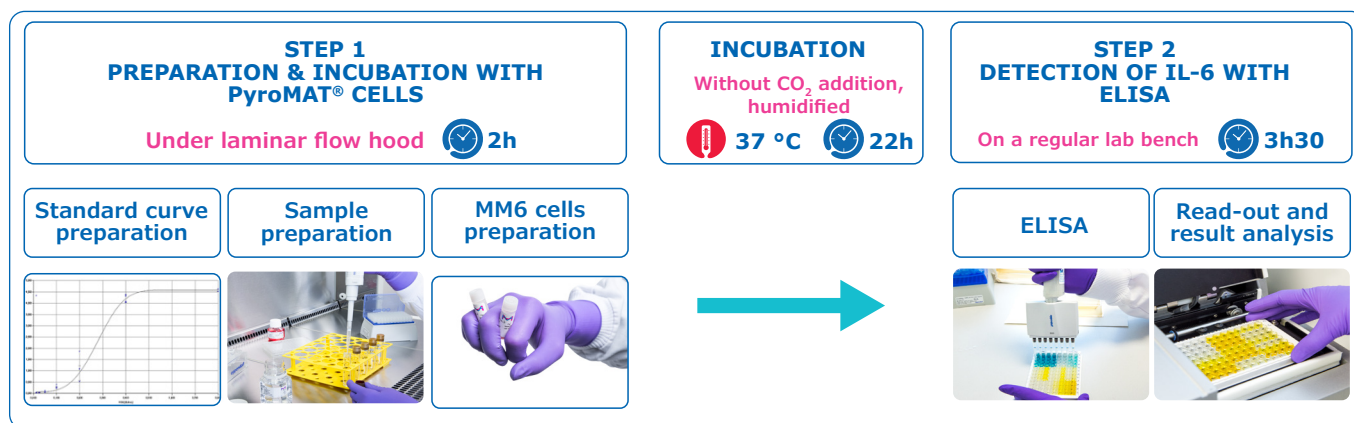 STEP 1
PREPARATION & INCUBATION WITH
PyroMAT® CELLS
Under laminar flow hood
2h
INCUBATION
Without CO₂ addition,
humidified
37 °C
22h
STEP 2
DETECTION OF IL-6 WITH
ELISA
On a regular lab bench
3h30
Standard curve
preparation
Sample
preparation
MM6 cells
preparation
ELISA
Read-out and
result analysis